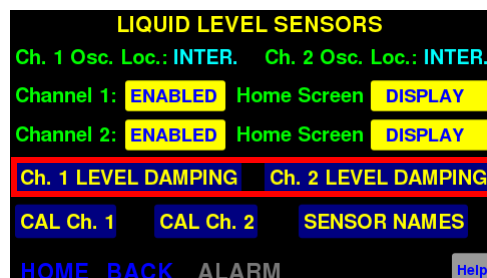 LIQUID LEVEL SENSORS
Ch. 1 Osc. Loc.: INTER. Ch. 2 Osc. Loc.: INTER.
Channel 1: ENABLED Home Screen DISPLAY
Channel 2: ENABLED Home Screen DISPLAY
Ch. 1 LEVEL DAMPING Ch. 2 LEVEL DAMPING
CAL Ch. 1 CAL Ch. 2 SENSOR NAMES
HOME BACK ALARM Help